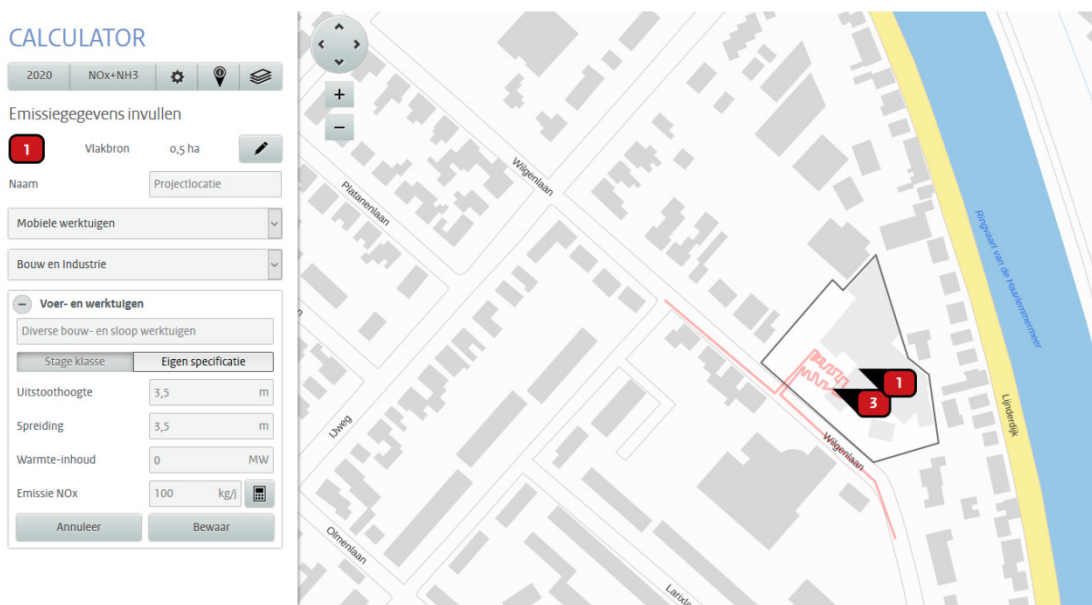 CALCULATOR
2020 NOx+NH3
Emissiegegevens invullen
1 Vlakbron 0,5 ha
Naam Projectlocatie
Mobiele werktuigen
Bouw en Industrie
Voer- en werktuigen
Diverse bouw- en sloop werktuigen
Stage klasse Eigen specificatie
Uitstoothoogte 3,5 m
Spreiding 3,5 m
Warmte-inhoud 0 MW
Emissie NOx 100 kg/j
Annuleer Bewaar
+
−
Wilgenlaan
Platanenlaan
Ringvaart van de Haarlemmermeer
1
3
Lijnderdijk
IJweg
Wilgenlaan
Olmenlaan
Larixla